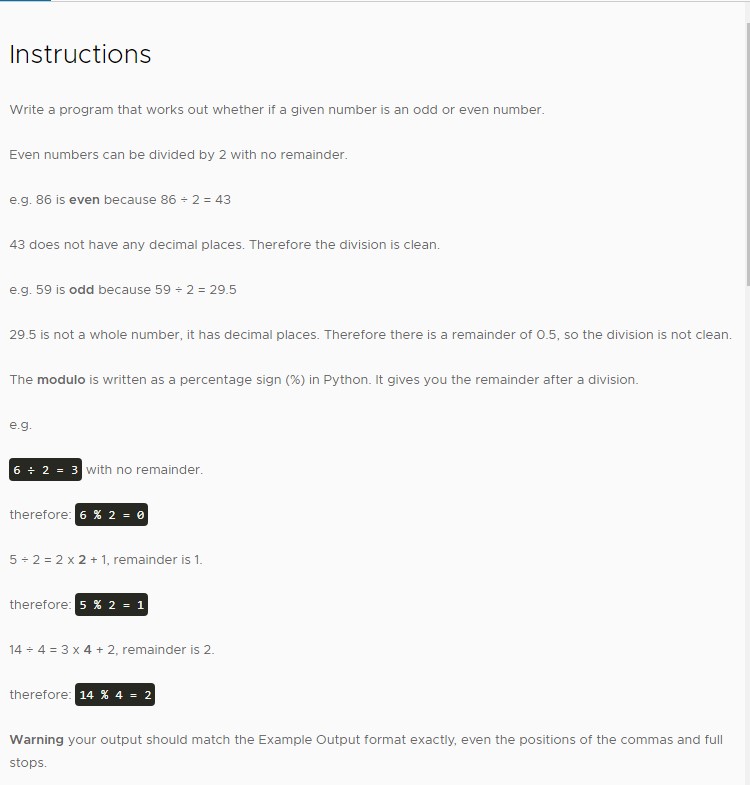 Instructions
Write a program that works out whether if a given number is an odd or even number.
Even numbers can be divided by 2 with no remainder.
e.g. 86 is even because 86 ÷ 2 = 43
43 does not have any decimal places. Therefore the division is clean.
e.g. 59 is odd because 59 ÷ 2 = 29.5
29.5 is not a whole number, it has decimal places. Therefore there is a remainder of 0.5, so the division is not clean.
The modulo is written as a percentage sign (%) in Python. It gives you the remainder after a division.
e.g.
6 ÷ 2 = 3 with no remainder.
therefore: 6 % 2 = 0
5 ÷ 2 = 2 x 2 + 1, remainder is 1.
therefore: 5 % 2 = 1
14 ÷ 4 = 3 x 4 + 2, remainder is 2.
therefore: 14 % 4 = 2
Warning your output should match the Example Output format exactly, even the positions of the commas and full
stops.